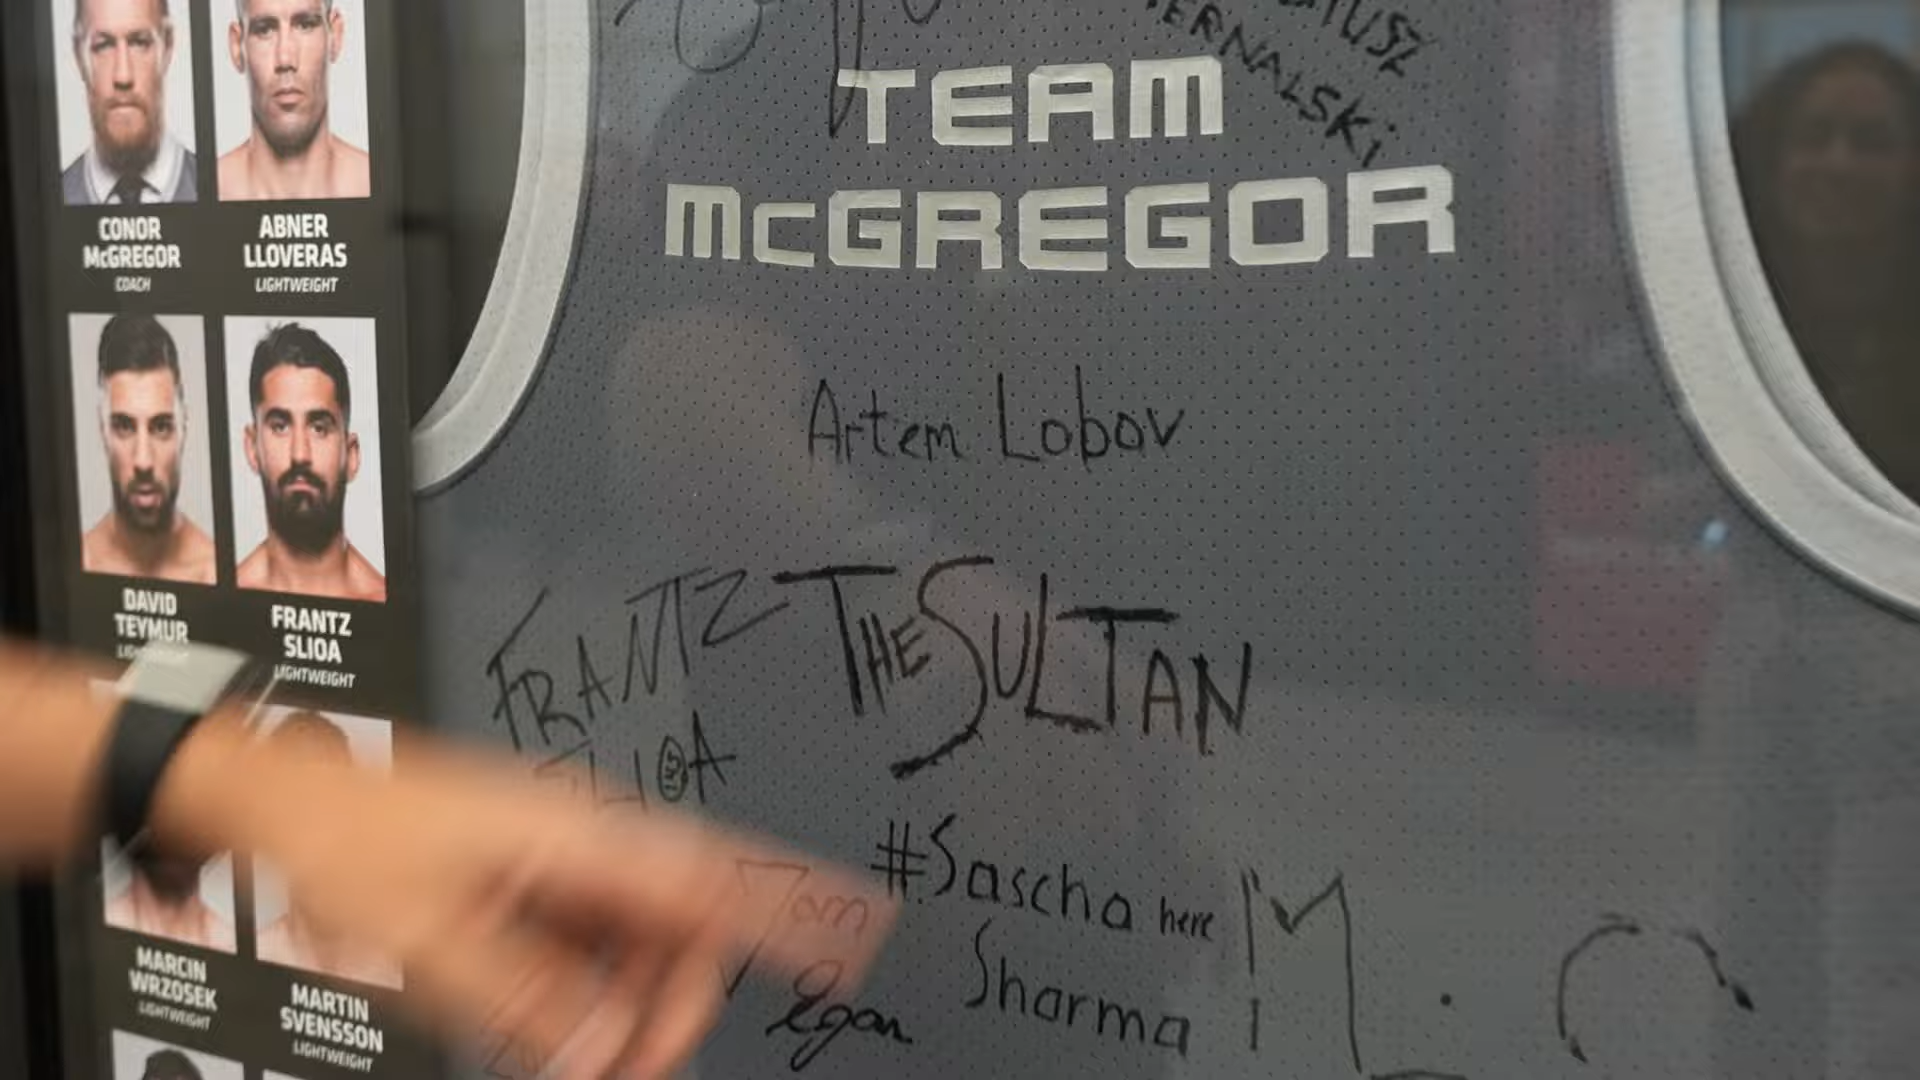 CONOR
McGREGOR
COACH
ABNER
LLOVERAS
LIGHTWEIGHT
DAVID
TEYMUR
FRANTZ
SLIOA
LIGHTWEIGHT
MARCIN
WRZOSEK
LIGHTWEIGHT
MARTIN
SVENSSON
LIGHTWEIGHT
TEAM
McGREGOR
Artem Lobov
FRANTZ THE SULTAN
SLIOA
#Sascha here
Sharma